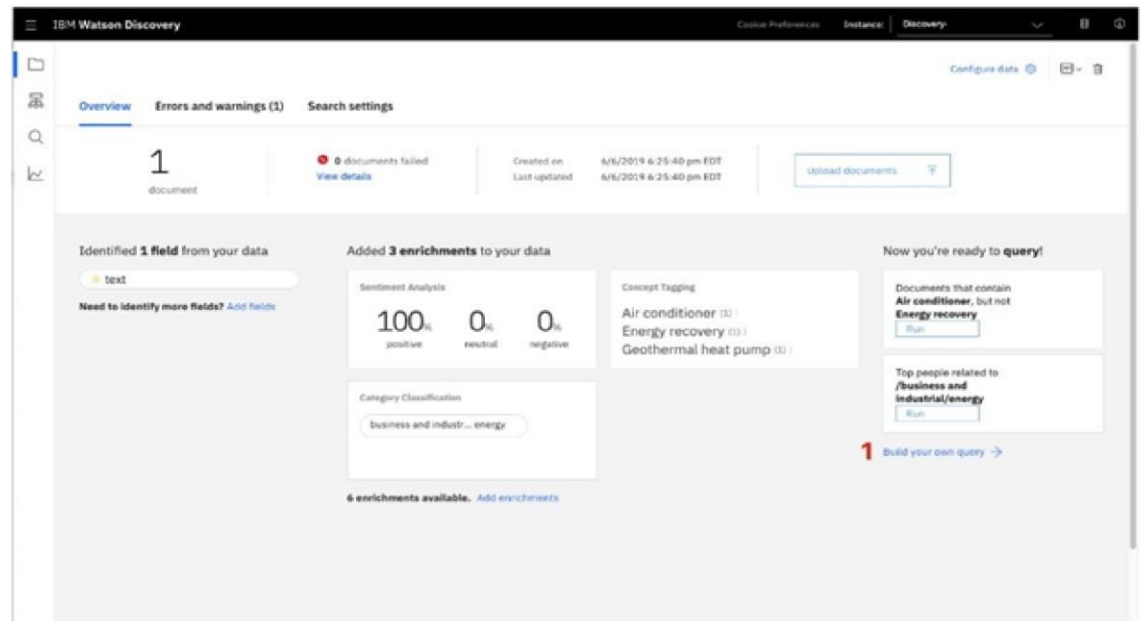 IBM Watson Discovery
Cookie Preferences
Instance:
Discovery-
Configure data
Overview
Errors and warnings (1)
Search settings
1
document
0 documents failed
View details
Created on 6/6/2019 6:25:40 pm EDT
Last updated 6/6/2019 6:25:40 pm EDT
Upload documents
Identified 1 field from your data
text
Need to identify more fields? Add fields
Added 3 enrichments to your data
Sentiment Analysis
100% 0% 0%
positive neutral negative
Concept Tagging
Air conditioner (1)
Energy recovery (1)
Geothermal heat pump (1)
Category Classification
business and industr... energy
6 enrichments available. Add enrichments
Now you're ready to query!
Documents that contain
Air conditioner, but not
Energy recovery
Run
Top people related to
/business and
industrial/energy
Run
1 Build your own query →